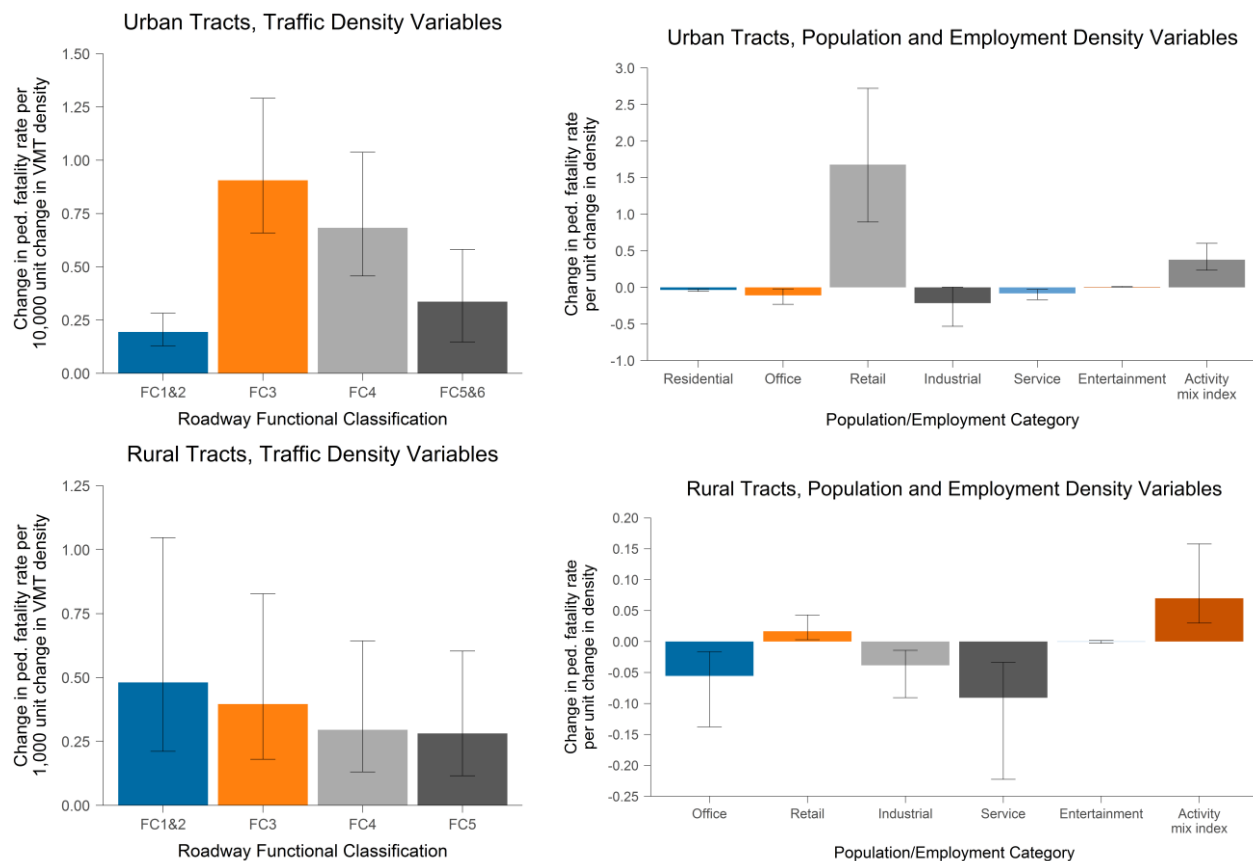 Urban Tracts, Traffic Density Variables
Change in ped. fatality rate per
10,000 unit change in VMT density
1.50
1.25
1.00
0.75
0.50
0.25
0.00
FC1&2 FC3 FC4 FC5&6
Roadway Functional Classification
Urban Tracts, Population and Employment Density Variables
Change in ped. fatality rate
per unit change in density
3.0
2.5
2.0
1.5
1.0
0.5
0.0
-0.5
-1.0
Residential Office Retail Industrial Service Entertainment Activity
mix index
Population/Employment Category
Rural Tracts, Traffic Density Variables
Change in ped. fatality rate per
1,000 unit change in VMT density
1.25
1.00
0.75
0.50
0.25
0.00
FC1&2 FC3 FC4 FC5
Roadway Functional Classification
Rural Tracts, Population and Employment Density Variables
Change in ped. fatality rate
per unit change in density
0.20
0.15
0.10
0.05
0.00
-0.05
-0.10
-0.15
-0.20
-0.25
Office Retail Industrial Service Entertainment Activity
mix index
Population/Employment Category